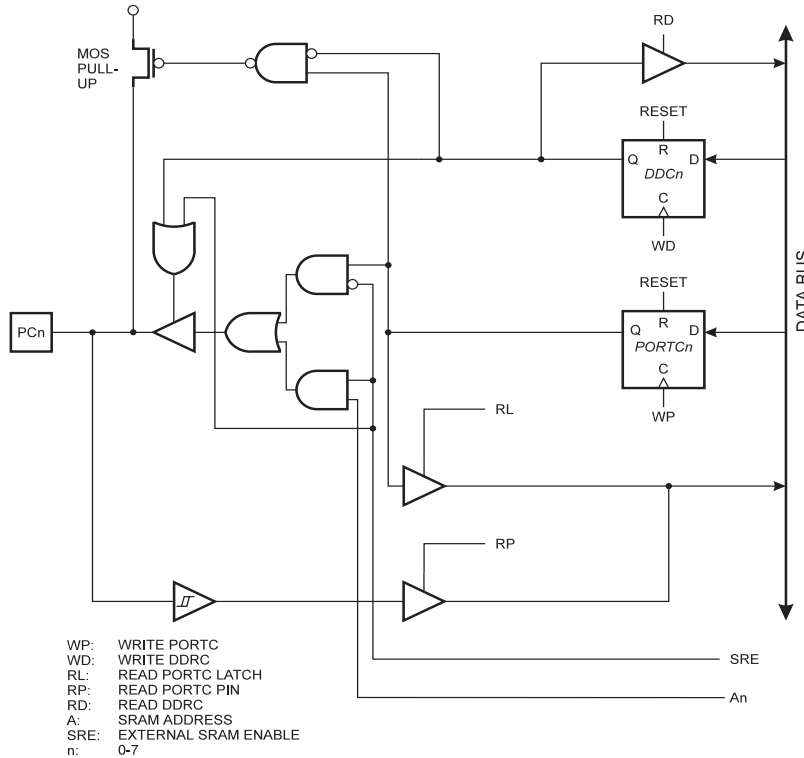 RD
MOS
PULL-
UP
RESET
R
Q
D
DDCn
C
WD
RESET
R
Q
D
PORTCn
C
WP
DATA BUS
PCn
RL
RP
SRE
An
WP: WRITE PORTC
WD: WRITE DDRC
RL: READ PORTC LATCH
RP: READ PORTC PIN
RD: READ DDRC
A: SRAM ADDRESS
SRE: EXTERNAL SRAM ENABLE
n: 0-7